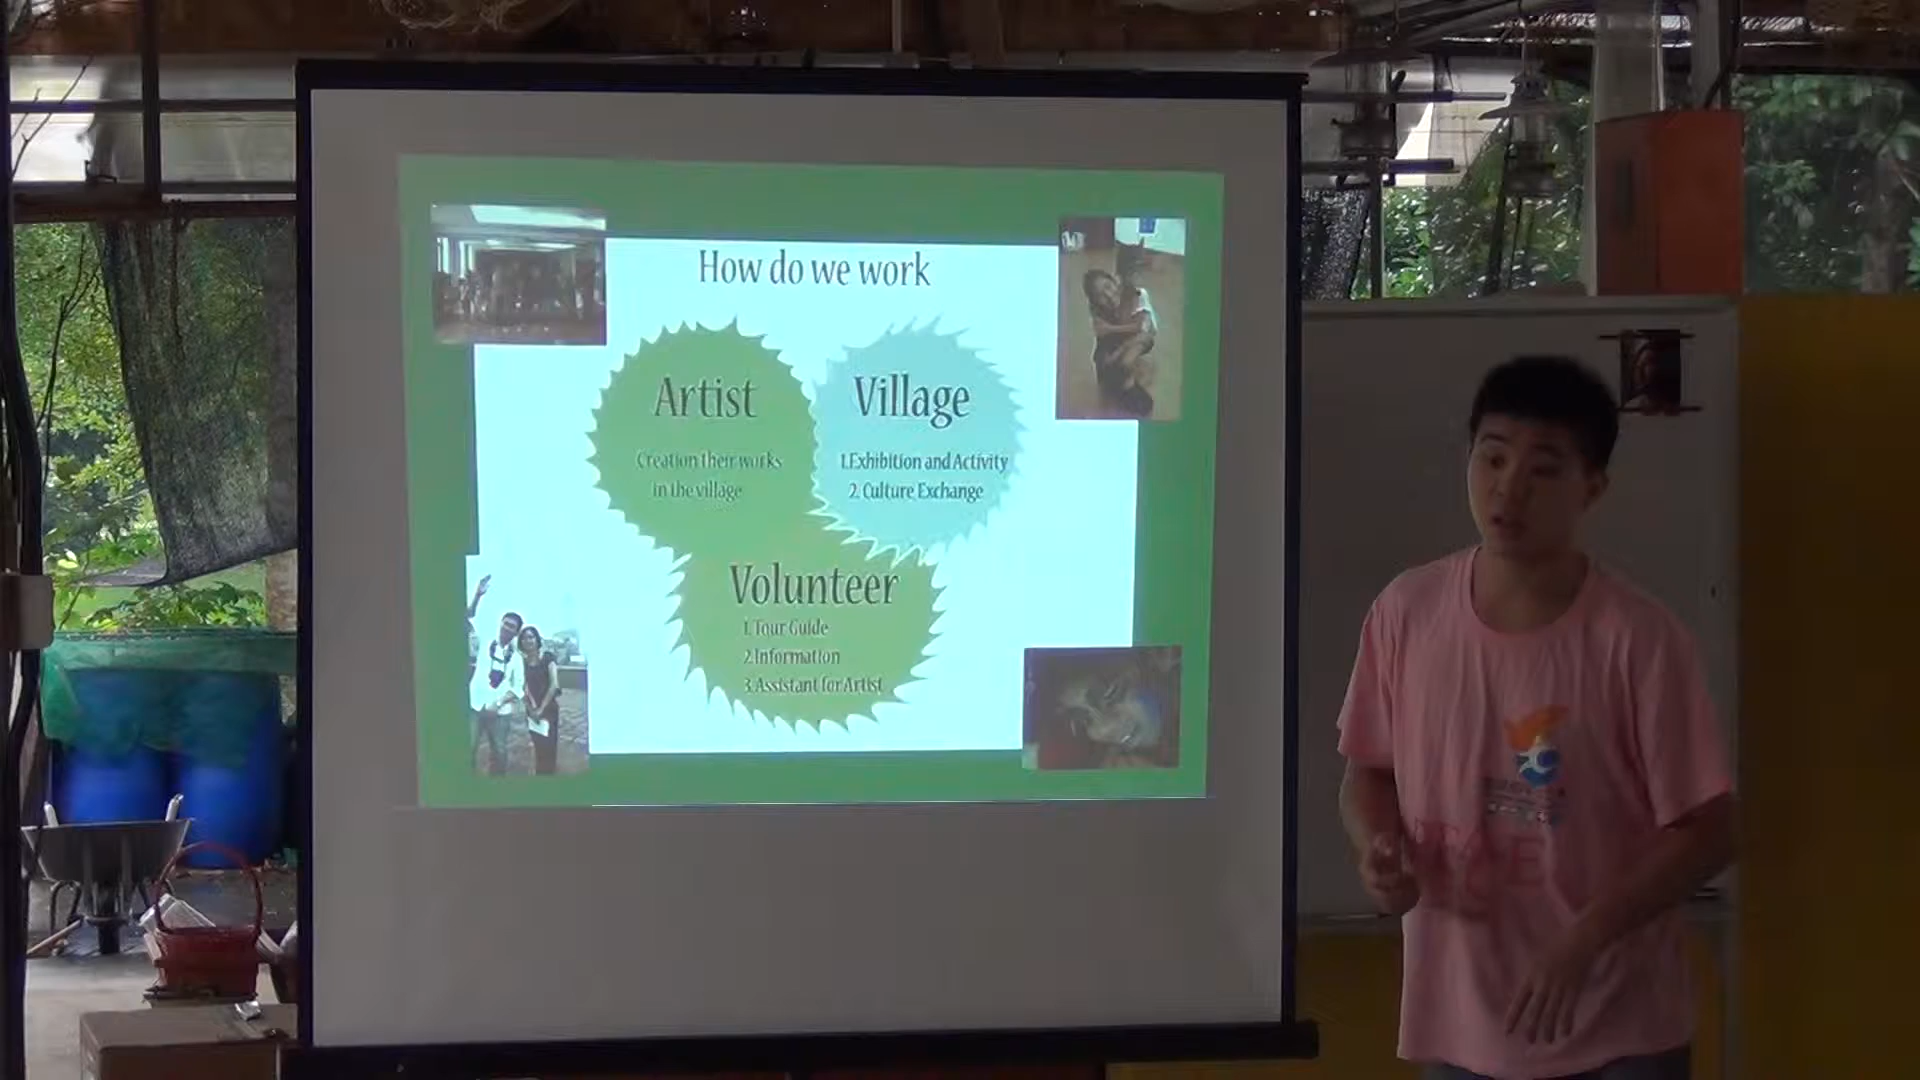 How do we work
Artist
Creation their works
in the village
Village
1.Exhibition and Activity
2. Culture Exchange
Volunteer
1. Tour Guide
2.Information
3.Assistant for Artist